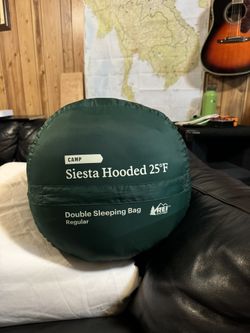 CAMP
Siesta Hooded 25°F
Double Sleeping Bag
Regular
REI